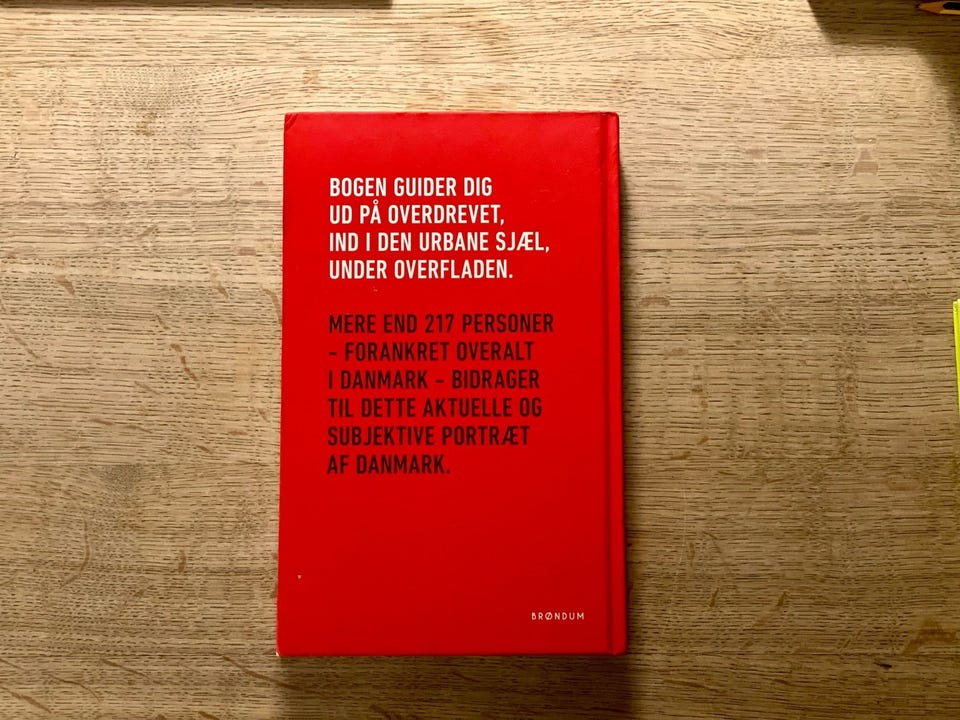 BOGEN GUIDER DIG
UD PÅ OVERDREVET,
IND I DEN URBANE SJÆL,
UNDER OVERFLADEN.
MERE END 217 PERSONER
- FORANKRET OVERALT
I DANMARK - BIDRAGER
TIL DETTE AKTUELLE OG
SUBJEKTIVE PORTRÆT
AF DANMARK.
BRØNDUM